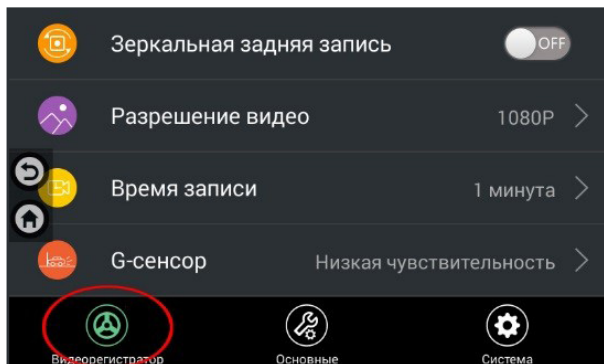 Зеркальная задняя запись OFF
Разрешение видео 1080P
Время записи 1 минута
G-сенсор Низкая чувствительность
Видеорегистратор Основные Система